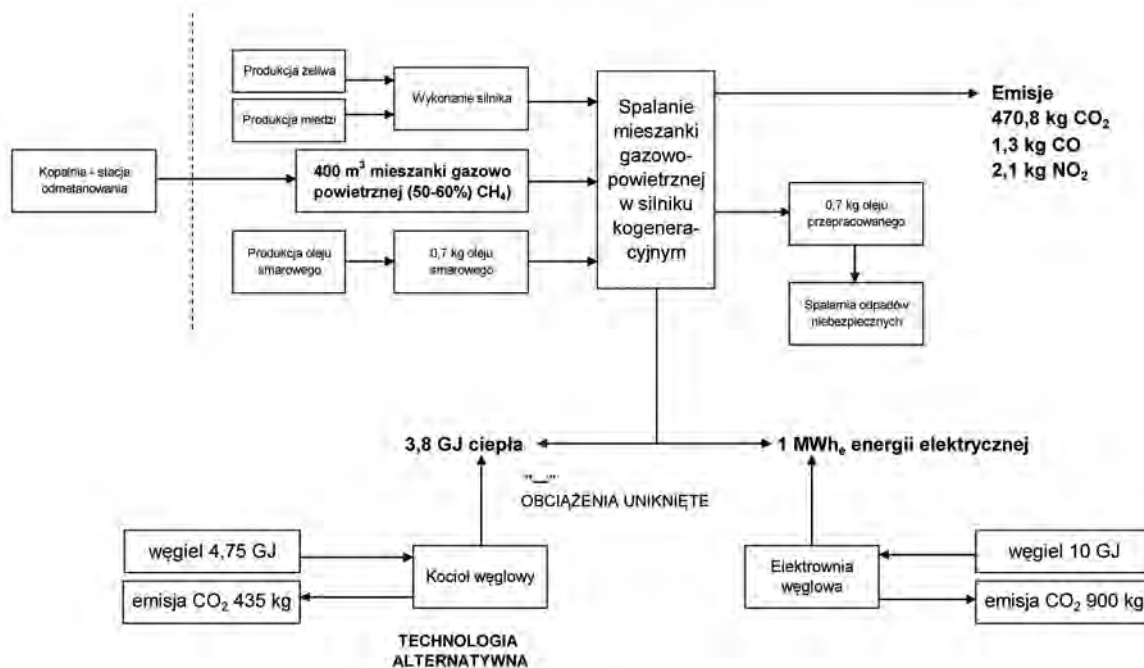 Produkcja żeliwa
Produkcja miedzi
Wykonanie silnika
Kopalnia - stacja
odmetanowania
400 m³ mieszanki gazowo
powietrznej (50-60%) CH₄)
Produkcja oleju
smarowego
0,7 kg oleju
smarowego
Spalanie
mieszanki
gazowo-
powietrznej
w silniku
kogenera-
cyjnym
Emisje
470,8 kg CO₂
1,3 kg CO
2,1 kg NO₂
0,7 kg oleju
przepracowanego
Spalarnia odpadów
niebezpiecznych
3,8 GJ ciepła
1 MWhₑ energii elektrycznej
"_"
OBCIĄŻENIA UNIKNIĘTE
węgiel 4,75 GJ
emisja CO₂ 435 kg
Kocioł węglowy
TECHNOLOGIA
ALTERNATYWNA
Elektrownia
węglowa
węgiel 10 GJ
emisja CO₂ 900 kg